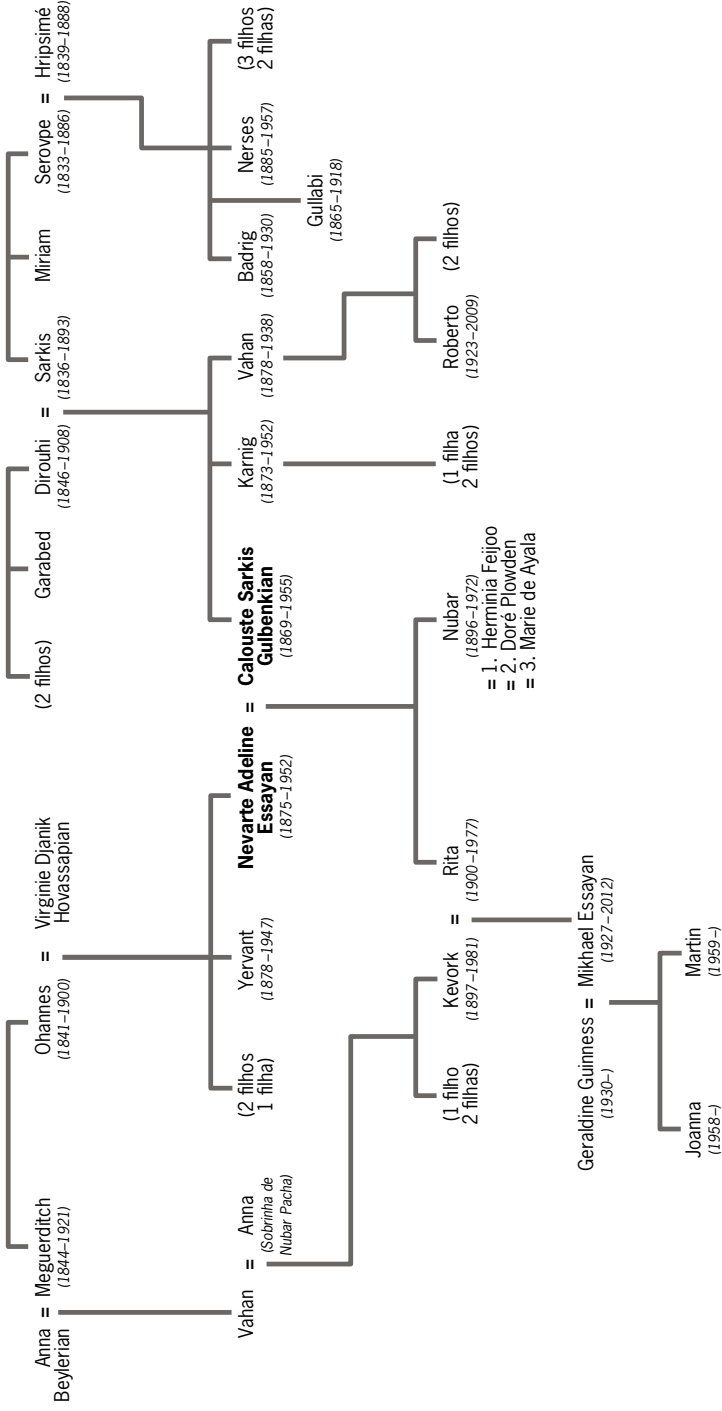 Anna
Beylerian
= Meguerditch
(1844–1921)
Ohannes
(1841–1900)
= Virginie Djanik
Hovassapian
(2 filhos)
Garabed
Dirouhi
(1846–1908)
= Sarkis
(1836–1893)
Miriam
Serovpe
(1833–1886)
= Hripsimé
(1839–1888)
Vahan
= Anna
(Sobrinha de
Nubar Pacha)
(2 filhos
1 filha)
Yervant
(1878–1947)
Nevarte Adeline
Essayan
(1875–1952)
= Calouste Sarkis
Gulbenkian
(1869–1955)
Karnig
(1873–1952)
Vahan
(1878–1938)
Badrig
(1858–1930)
Gullabi
(1865–1918)
Nerses
(1885–1957)
(3 filhos
2 filhas)
(1 filho
2 filhas)
Kevork
(1897–1981)
= Rita
(1900–1977)
Nubar
(1896–1972)
= 1. Herminia Feijoo
= 2. Doré Plowden
= 3. Marie de Ayala
(1 filha
2 filhos)
Roberto
(1923–2009)
(2 filhos)
Geraldine Guinness
(1930–)
= Mikhael Essayan
(1927–2012)
Joanna
(1958–)
Martin
(1959–)